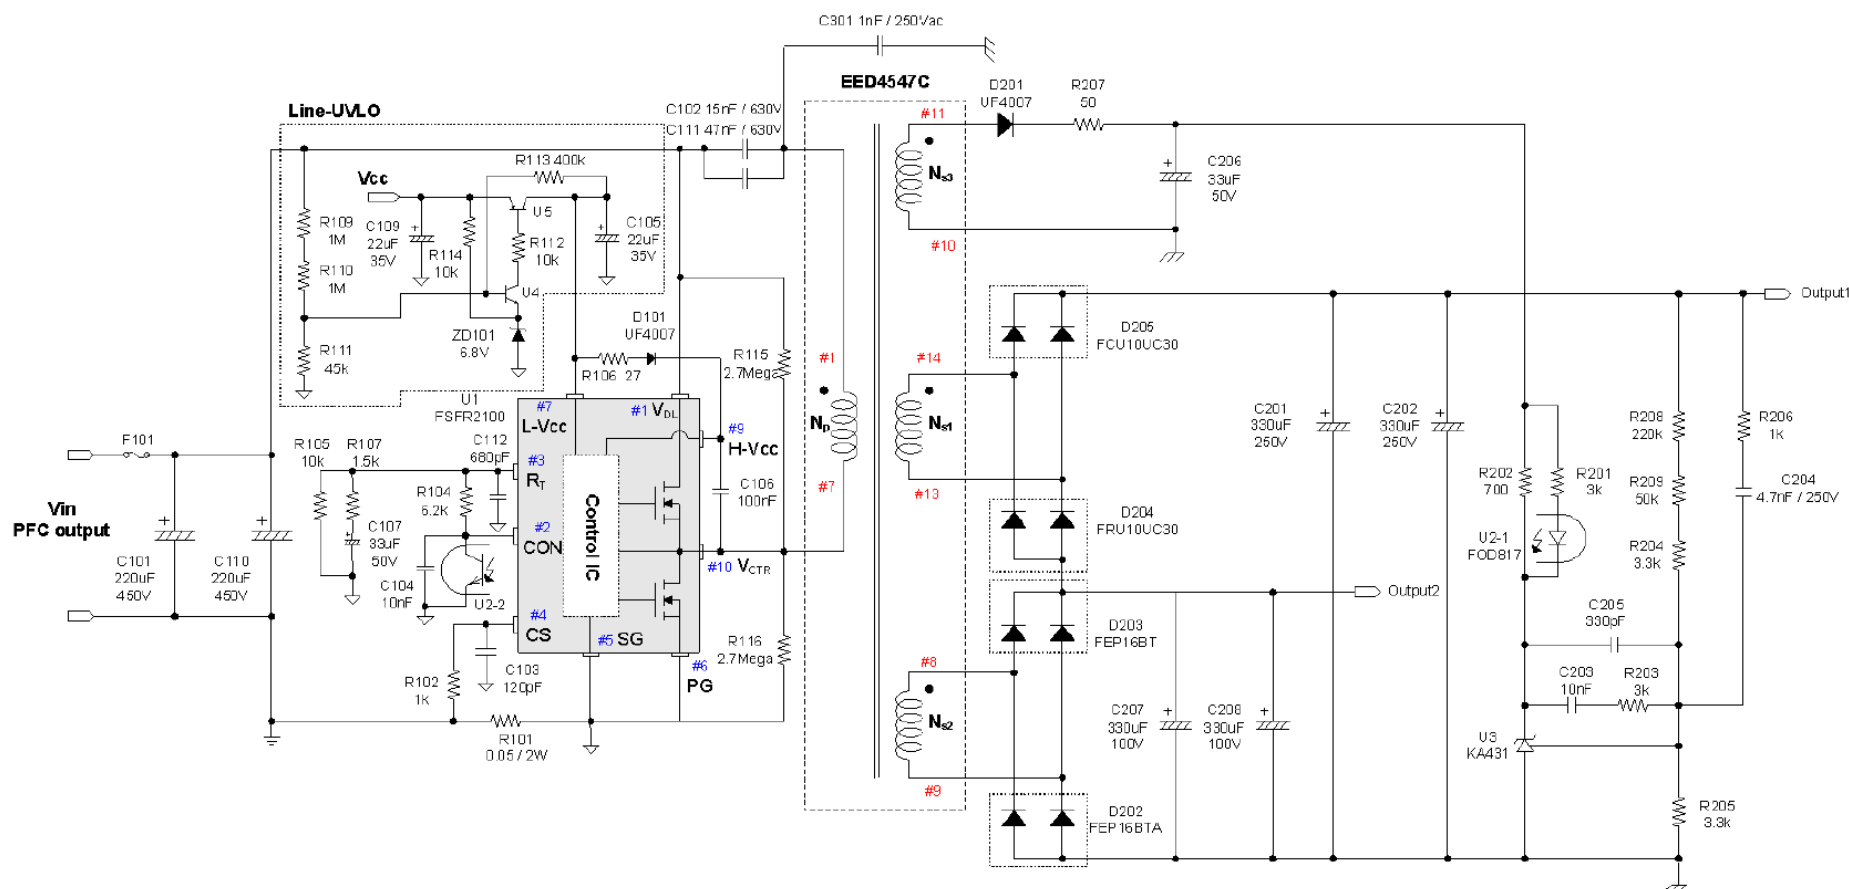 C301 1nF / 250Vac
EED4547C
D201
UF4007
R207
50
#11
Line-UVLO
C102 15nF / 630V
C111 47nF / 630V
R113 400k
Vcc
U5
C109
22uF
35V
R114
10k
R112
10k
C105
22uF
35V
R109
1M
R110
1M
U4
ZD101
6.8V
R111
45k
D101
UF4007
R106 27
R115
2.7Mega
Ns3
#10
C206
33uF
50V
Output1
D205
FCU10UC30
#1
#14
Np
Ns1
#7
#13
C201
330uF
250V
C202
330uF
250V
R208
220k
R206
1k
R202
700
R201
3k
R209
50k
C204
4.7nF / 250V
U2-1
FOD817
R204
3.3k
D204
FRU10UC30
Output2
U1
FSFR2100
#7
L-Vcc
#1 VDL
#9
H-Vcc
F101
R105
10k
R107
1.5k
C112
680pF
#3
RT
R104
6.2k
C106
100nF
Vin
PFC output
C107
33uF
50V
#2
CON
Control IC
#10 VCTR
C101
220uF
450V
C110
220uF
450V
C104
10nF
U2-2
#4
CS
#5 SG
#6
PG
R116
2.7Mega
D203
FEP16BT
C205
330pF
#8
R102
1k
C103
120pF
Ns2
C207
330uF
100V
C208
330uF
100V
C203
10nF
R203
3k
R101
0.05 / 2W
U3
KA431
#9
D202
FEP16BTA
R205
3.3k